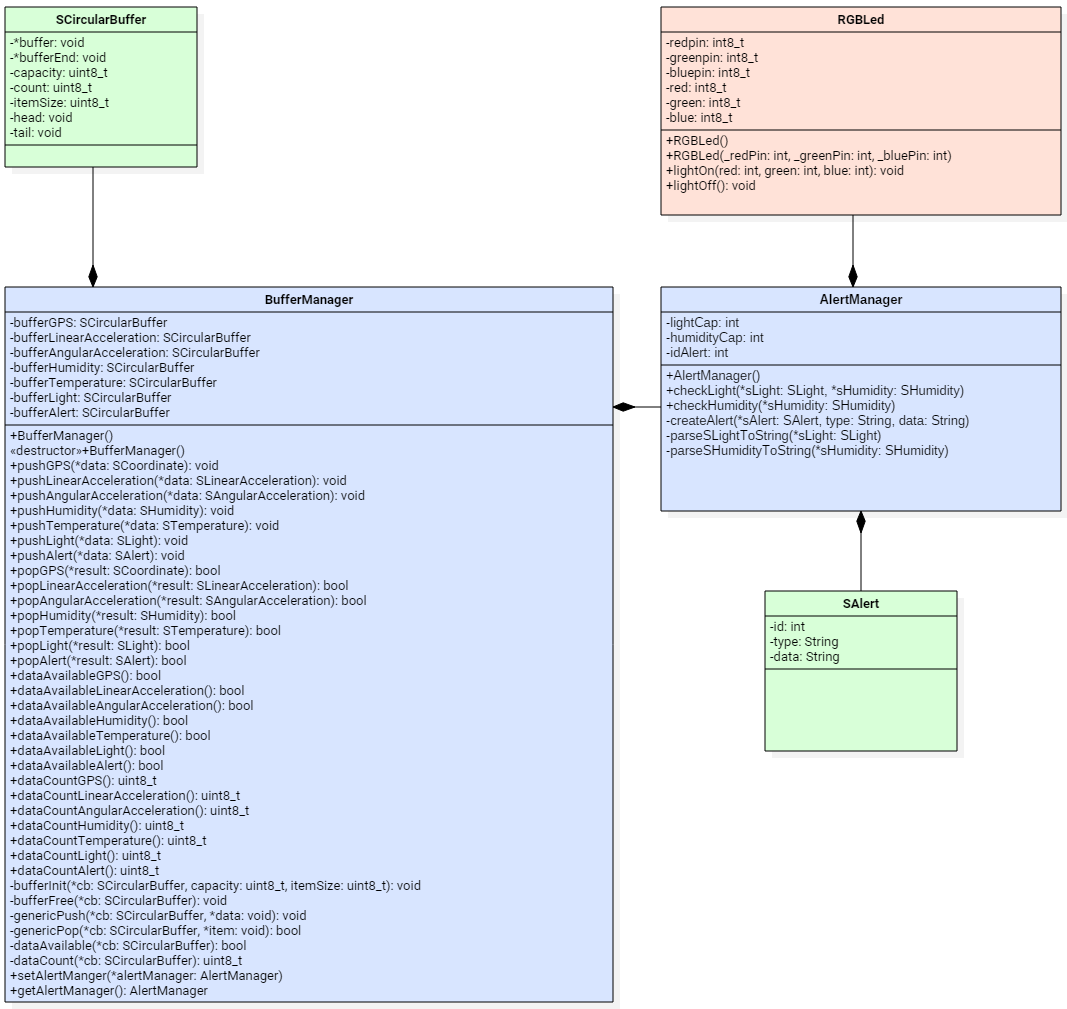 SCircularBuffer
-*buffer: void
-*bufferEnd: void
-capacity: uint8_t
-count: uint8_t
-itemSize: uint8_t
-head: void
-tail: void
RGBLed
-redpin: int8_t
-greenpin: int8_t
-bluepin: int8_t
-red: int8_t
-green: int8_t
-blue: int8_t
+RGBLed()
+RGBLed(_redPin: int, _greenPin: int, _bluePin: int)
+lightOn(red: int, green: int, blue: int): void
+lightOff(): void
BufferManager
-bufferGPS: SCircularBuffer
-bufferLinearAcceleration: SCircularBuffer
-bufferAngularAcceleration: SCircularBuffer
-bufferHumidity: SCircularBuffer
-bufferTemperature: SCircularBuffer
-bufferLight: SCircularBuffer
-bufferAlert: SCircularBuffer
+BufferManager()
«destructor»+BufferManager()
+pushGPS(*data: SCoordinate): void
+pushLinearAcceleration(*data: SLinearAcceleration): void
+pushAngularAcceleration(*data: SAngularAcceleration): void
+pushHumidity(*data: SHumidity): void
+pushTemperature(*data: STemperature): void
+pushLight(*data: SLight): void
+pushAlert(*data: SAlert): void
+popGPS(*result: SCoordinate): bool
+popLinearAcceleration(*result: SLinearAcceleration): bool
+popAngularAcceleration(*result: SAngularAcceleration): bool
+popHumidity(*result: SHumidity): bool
+popTemperature(*result: STemperature): bool
+popLight(*result: SLight): bool
+popAlert(*result: SAlert): bool
+dataAvailableGPS(): bool
+dataAvailableLinearAcceleration(): bool
+dataAvailableAngularAcceleration(): bool
+dataAvailableHumidity(): bool
+dataAvailableTemperature(): bool
+dataAvailableLight(): bool
+dataAvailableAlert(): bool
+dataCountGPS(): uint8_t
+dataCountLinearAcceleration(): uint8_t
+dataCountAngularAcceleration(): uint8_t
+dataCountHumidity(): uint8_t
+dataCountTemperature(): uint8_t
+dataCountLight(): uint8_t
+dataCountAlert(): uint8_t
-bufferInit(*cb: SCircularBuffer, capacity: uint8_t, itemSize: uint8_t): void
-bufferFree(*cb: SCircularBuffer): void
-genericPush(*cb: SCircularBuffer, *data: void): void
-genericPop(*cb: SCircularBuffer, *item: void): bool
-dataAvailable(*cb: SCircularBuffer): bool
-dataCount(*cb: SCircularBuffer): uint8_t
+setAlertManger(*alertManager: AlertManager)
+getAlertManager(): AlertManager
AlertManager
-lightCap: int
-humidityCap: int
-idAlert: int
+AlertManager()
+checkLight(*sLight: SLight, *sHumidity: SHumidity)
+checkHumidity(*sHumidity: SHumidity)
-createAlert(*sAlert: SAlert, type: String, data: String)
-parseSLightToString(*sLight: SLight)
-parseSHumidityToString(*sHumidity: SHumidity)
SAlert
-id: int
-type: String
-data: String